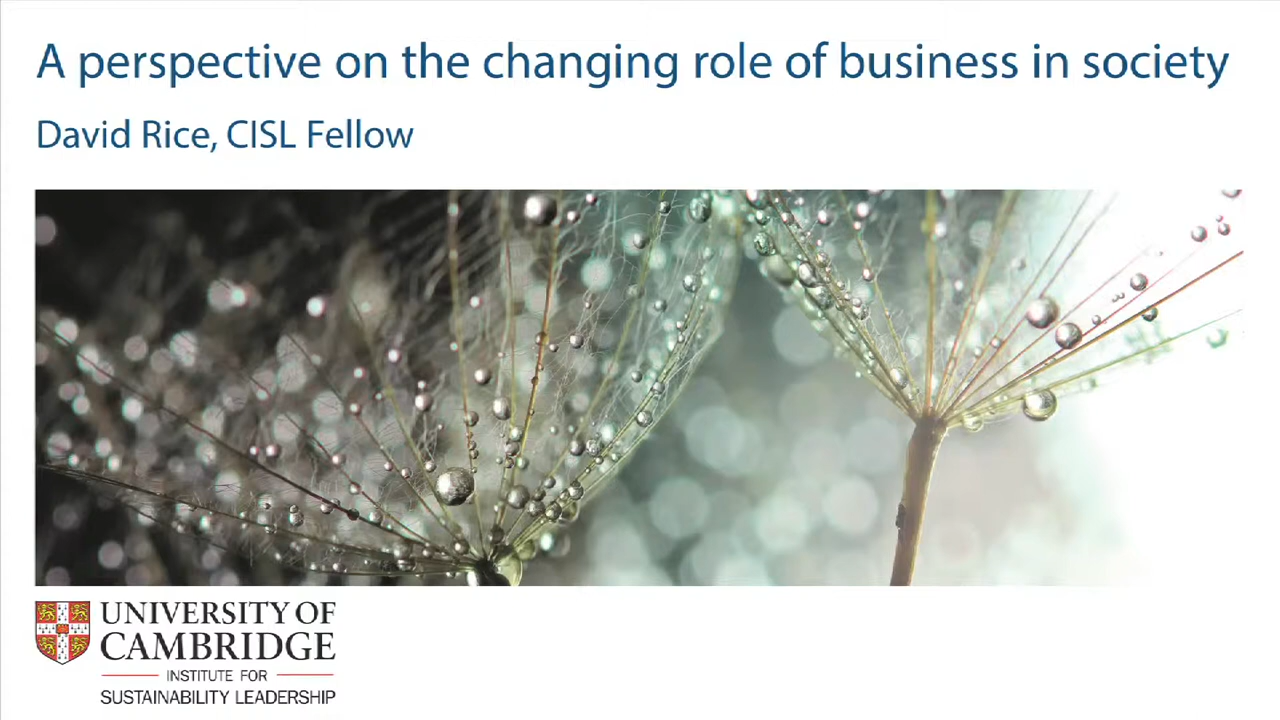 A perspective on the changing role of business in society
David Rice, CISL Fellow
UNIVERSITY OF
CAMBRIDGE
INSTITUTE FOR
SUSTAINABILITY LEADERSHIP